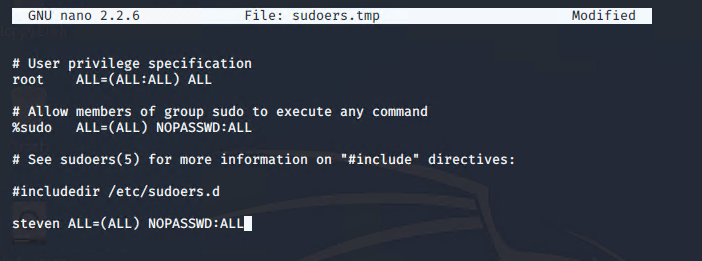 GNU nano 2.2.6 File: sudoers.tmp Modified
# User privilege specification
root ALL=(ALL:ALL) ALL
# Allow members of group sudo to execute any command
%sudo ALL=(ALL) NOPASSWD:ALL
# See sudoers(5) for more information on "#include" directives:
#includedir /etc/sudoers.d
steven ALL=(ALL) NOPASSWD:ALL